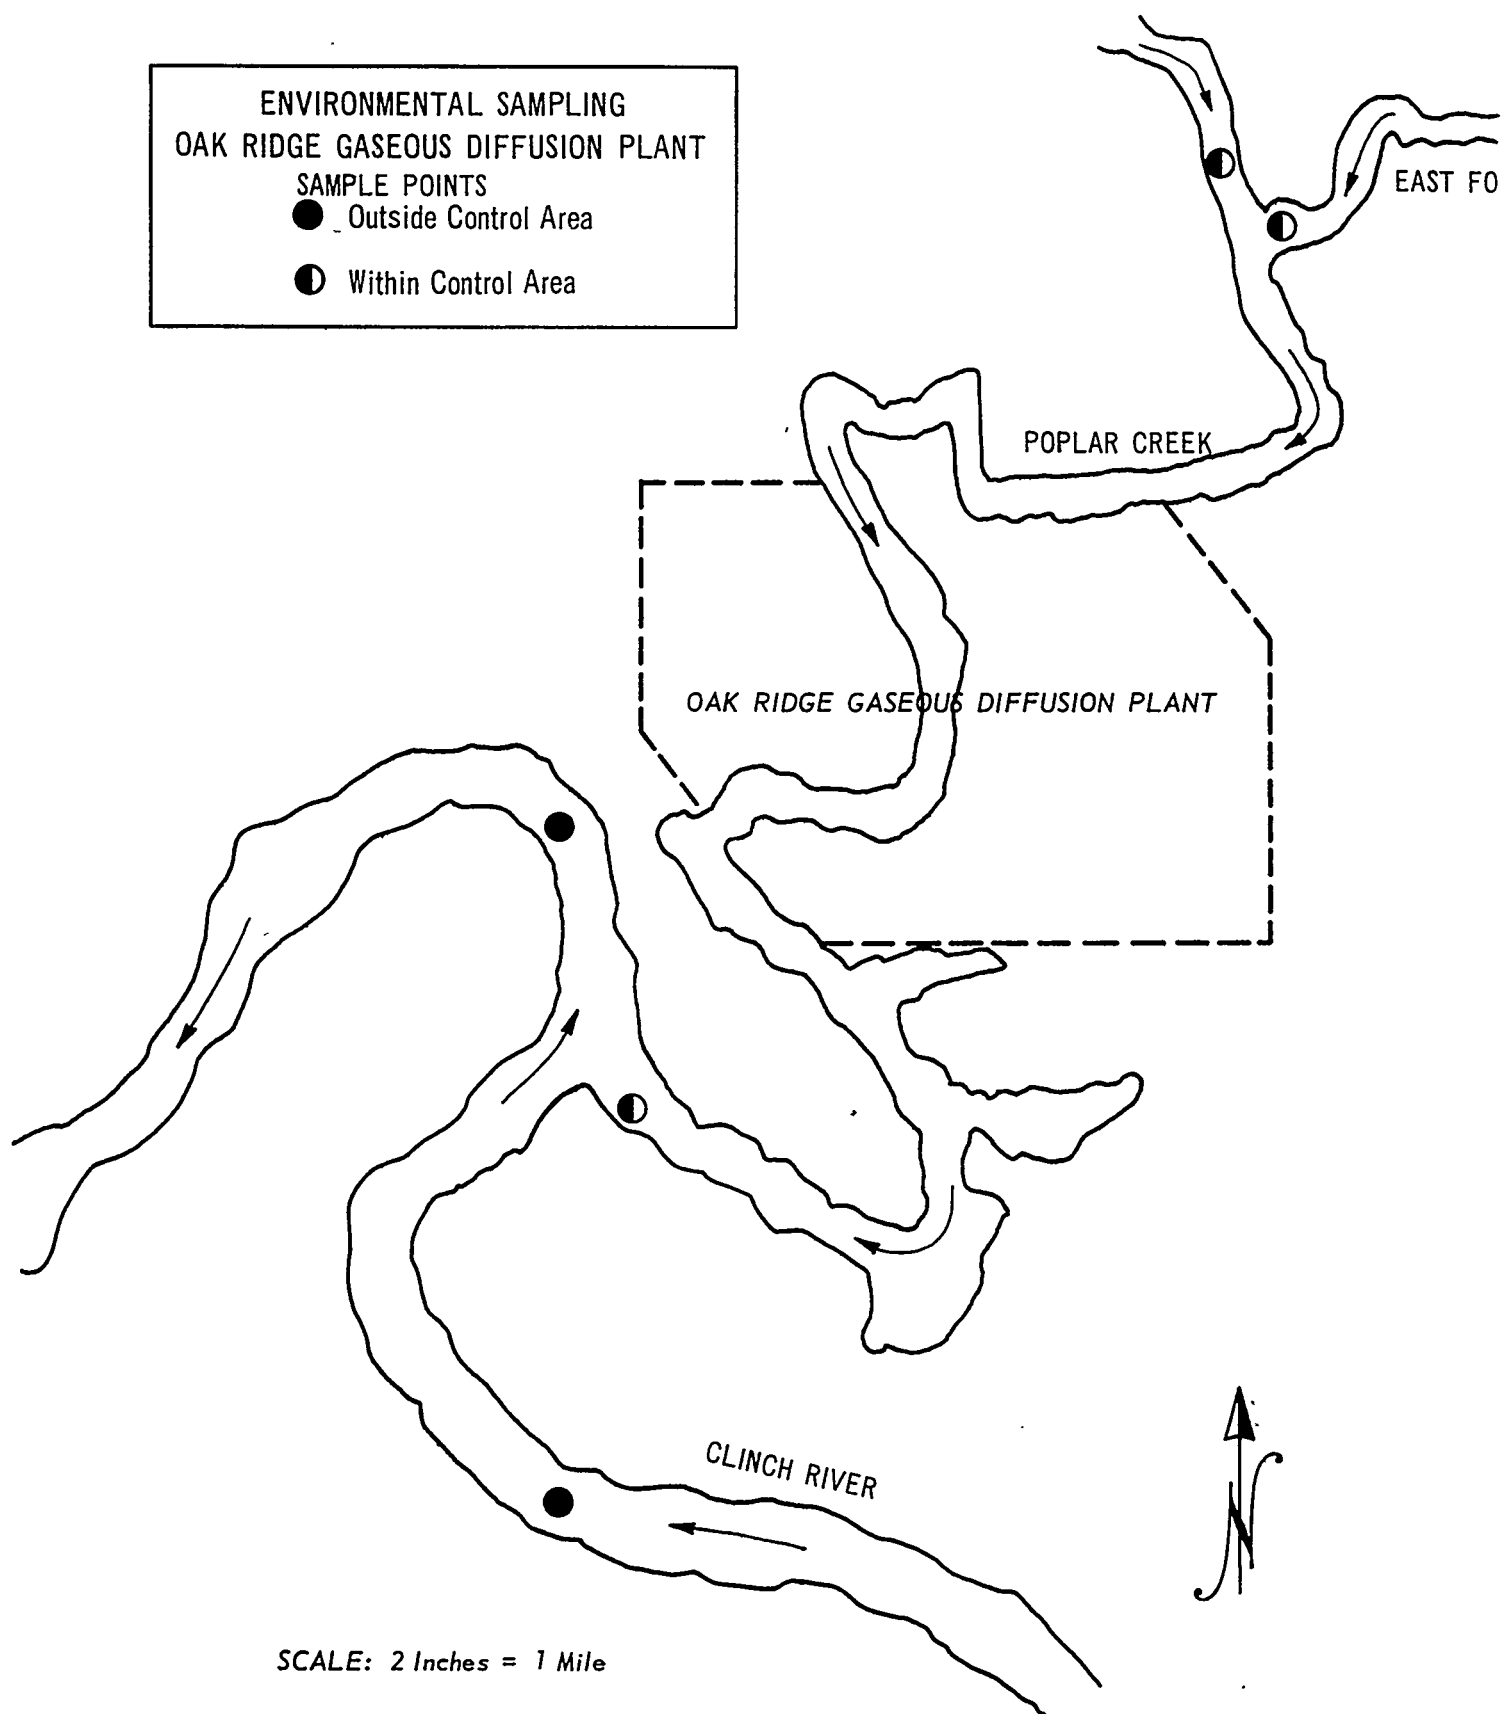 ENVIRONMENTAL SAMPLING
OAK RIDGE GASEOUS DIFFUSION PLANT
SAMPLE POINTS
Outside Control Area
Within Control Area
EAST FO
POPLAR CREEK
OAK RIDGE GASEOUS DIFFUSION PLANT
CLINCH RIVER
N
SCALE: 2 Inches = 1 Mile